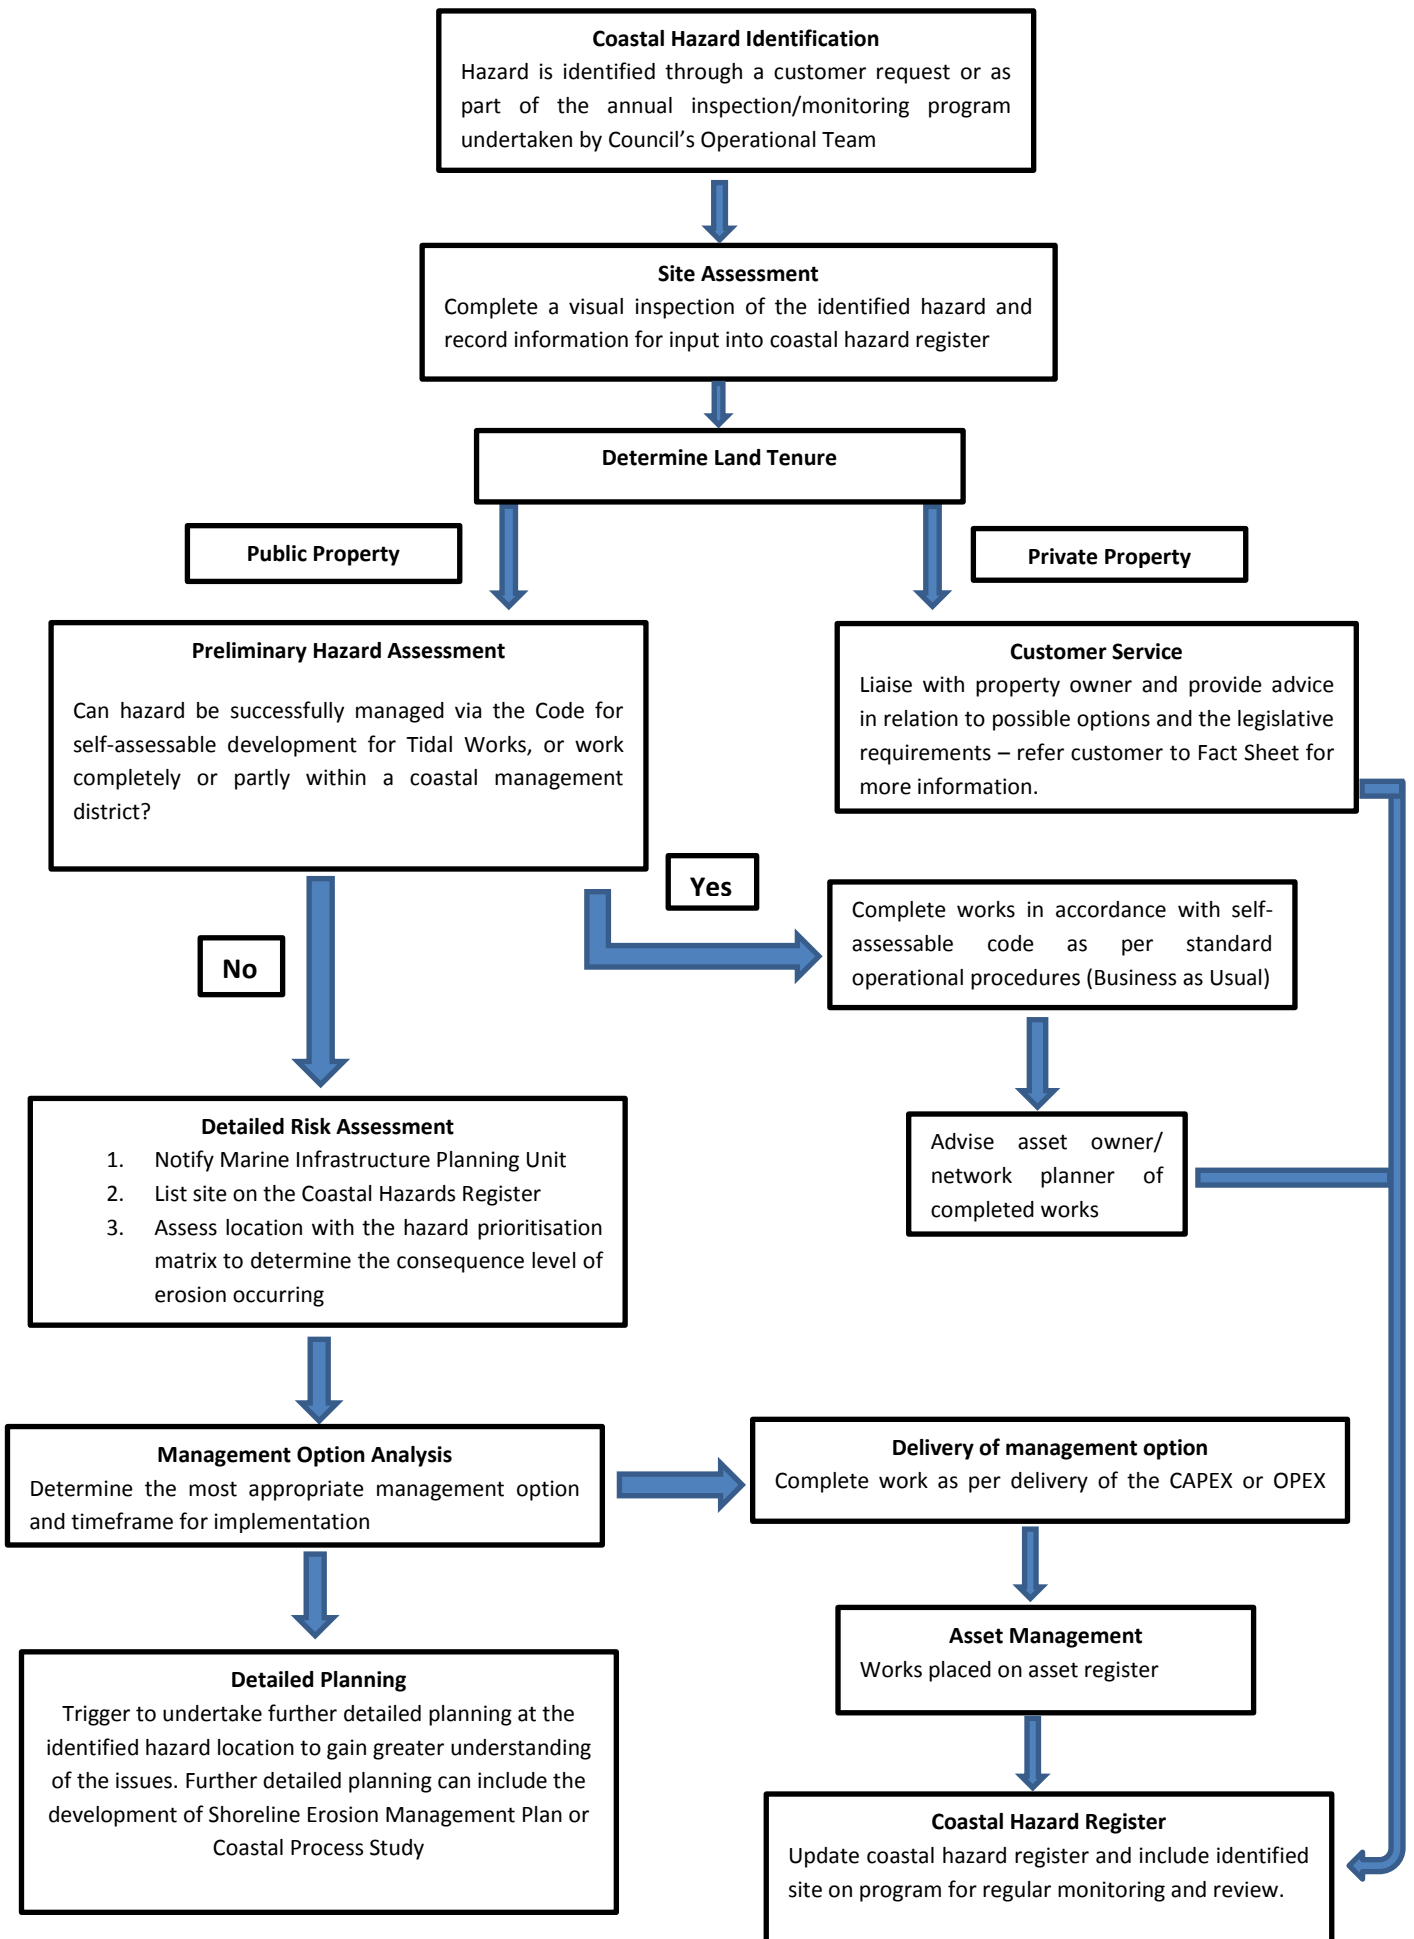 Coastal Hazard Identification
Hazard is identified through a customer request or as
part of the annual inspection/monitoring program
undertaken by Council’s Operational Team
Site Assessment
Complete a visual inspection of the identified hazard and
record information for input into coastal hazard register
Determine Land Tenure
Public Property
Private Property
Preliminary Hazard Assessment
Can hazard be successfully managed via the Code for
self-assessable development for Tidal Works, or work
completely or partly within a coastal management
district?
Customer Service
Liaise with property owner and provide advice
in relation to possible options and the legislative
requirements – refer customer to Fact Sheet for
more information.
Yes
No
Complete works in accordance with self-
assessable code as per standard
operational procedures (Business as Usual)
Advise asset owner/
network planner of
completed works
Detailed Risk Assessment
1. Notify Marine Infrastructure Planning Unit
2. List site on the Coastal Hazards Register
3. Assess location with the hazard prioritisation
matrix to determine the consequence level of
erosion occurring
Management Option Analysis
Determine the most appropriate management option
and timeframe for implementation
Delivery of management option
Complete work as per delivery of the CAPEX or OPEX
Asset Management
Works placed on asset register
Detailed Planning
Trigger to undertake further detailed planning at the
identified hazard location to gain greater understanding
of the issues. Further detailed planning can include the
development of Shoreline Erosion Management Plan or
Coastal Process Study
Coastal Hazard Register
Update coastal hazard register and include identified
site on program for regular monitoring and review.